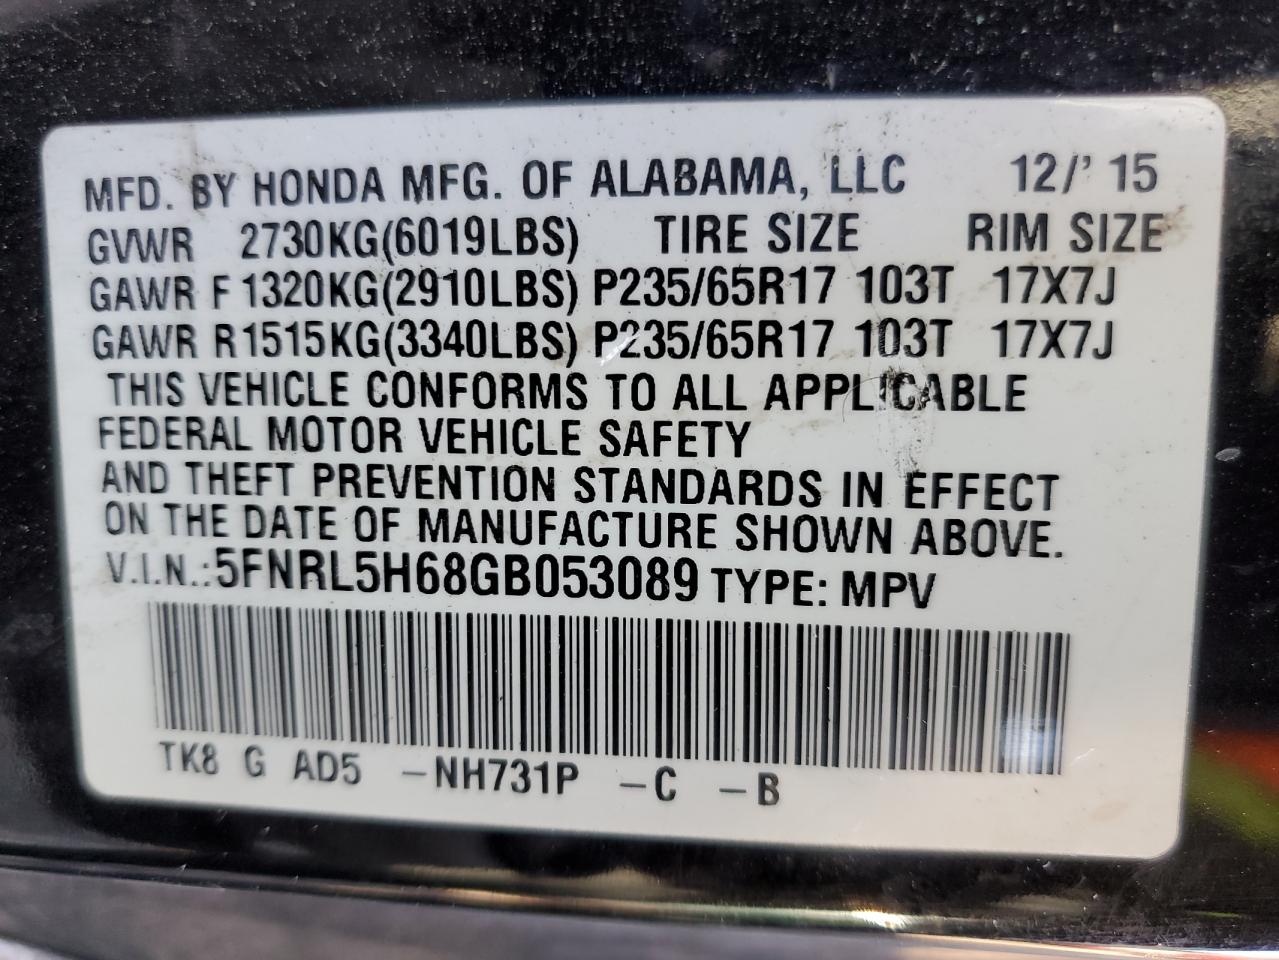 MFD. BY HONDA MFG. OF ALABAMA, LLC 12/' 15
GVWR 2730KG(6019LBS) TIRE SIZE RIM SIZE
GAWR F 1320KG(2910LBS) P235/65R17 103T 17X7J
GAWR R1515KG(3340LBS) P235/65R17 103T 17X7J
THIS VEHICLE CONFORMS TO ALL APPLICABLE
FEDERAL MOTOR VEHICLE SAFETY
AND THEFT PREVENTION STANDARDS IN EFFECT
ON THE DATE OF MANUFACTURE SHOWN ABOVE.
V.I.N.:5FNRL5H68GB053089 TYPE: MPV
TK8 G AD5 -NH731P -C -B